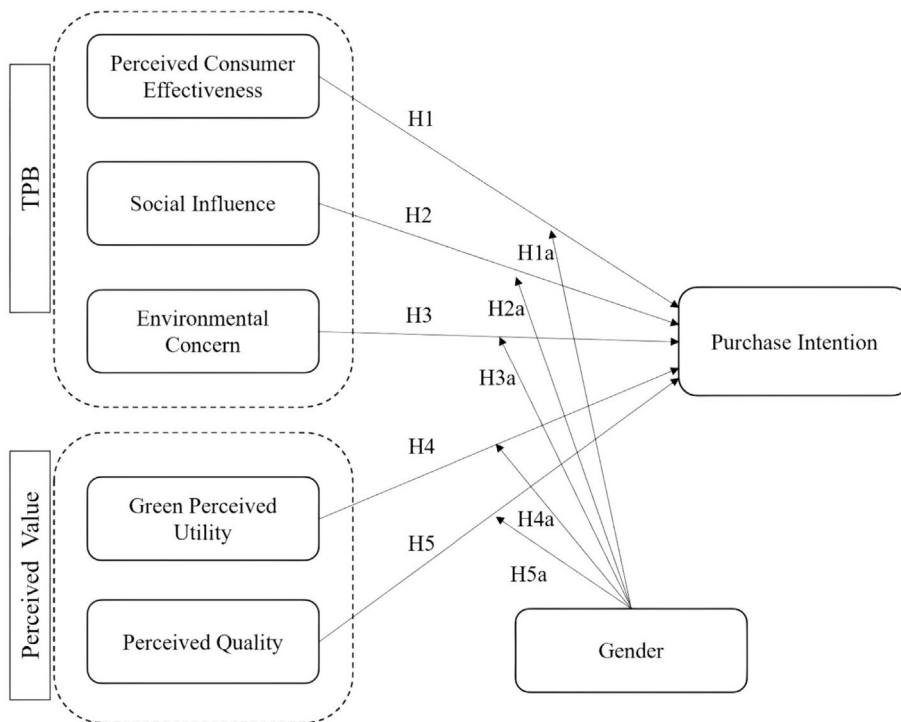 TPB
Perceived Consumer
Effectiveness
Social Influence
Environmental
Concern
H1
H2
H3
H1a
H2a
H3a
Purchase Intention
Perceived Value
Green Perceived
Utility
Perceived Quality
H4
H5
H4a
H5a
Gender